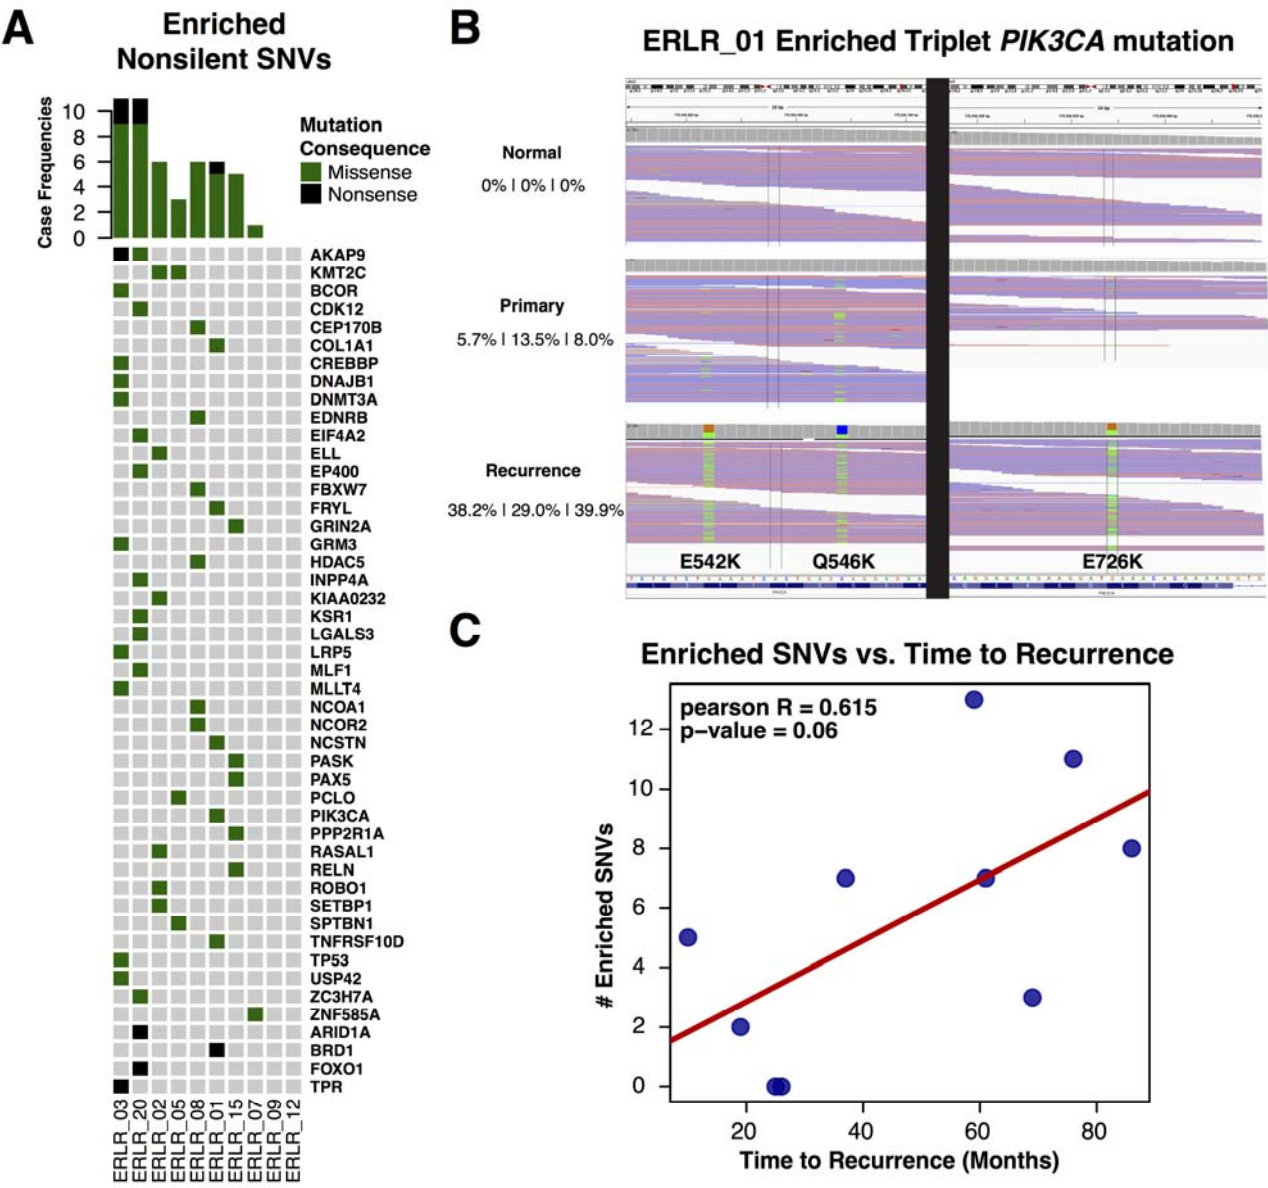 A
Enriched
Nonsilent SNVs
Case Frequencies
10
8
6
4
2
0
Mutation
Consequence
Missense
Nonsense
AKAP9
KMT2C
BCOR
CDK12
CEP170B
COL1A1
CREBBP
DNAJB1
DNMT3A
EDNRB
EIF4A2
ELL
EP400
FBXW7
FRYL
GRIN2A
GRM3
HDAC5
INPP4A
KIAA0232
KSR1
LGALS3
LRP5
MLF1
MLLT4
NCOA1
NCOR2
NCSTN
PASK
PAX5
PCLO
PIK3CA
PPP2R1A
RASAL1
RELN
ROBO1
SETBP1
SPTBN1
TNFRSF10D
TP53
USP42
ZC3H7A
ZNF585A
ARID1A
BRD1
FOXO1
TPR
ERLR_03
ERLR_20
ERLR_02
ERLR_05
ERLR_08
ERLR_01
ERLR_15
ERLR_07
ERLR_09
ERLR_12
B
ERLR_01 Enriched Triplet PIK3CA mutation
Normal
0% | 0% | 0%
Primary
5.7% | 13.5% | 8.0%
Recurrence
38.2% | 29.0% | 39.9%
E542K Q546K E726K
C
Enriched SNVs vs. Time to Recurrence
pearson R = 0.615
p−value = 0.06
# Enriched SNVs
12
10
8
6
4
2
0
20 40 60 80
Time to Recurrence (Months)